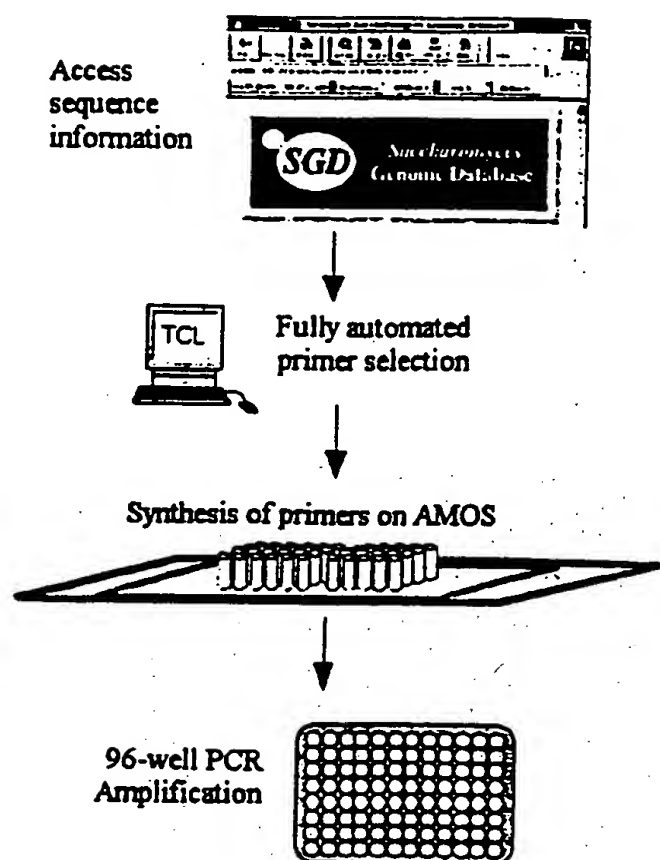 Access
sequence
information
SGD
Saccharomyces
Genomic Database
TCL
Fully automated
primer selection
Synthesis of primers on AMOS
96-well PCR
Amplification